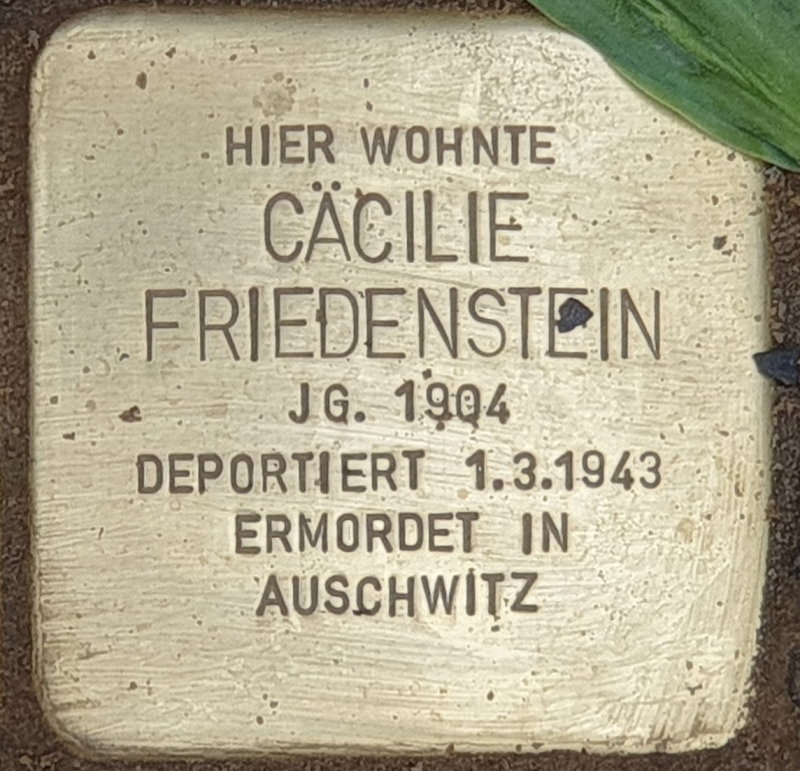 HIER WOHNTE
CÄCILIE
FRIEDENSTEIN
JG. 1904
DEPORTIERT 1.3.1943
ERMORDET IN
AUSCHWITZ